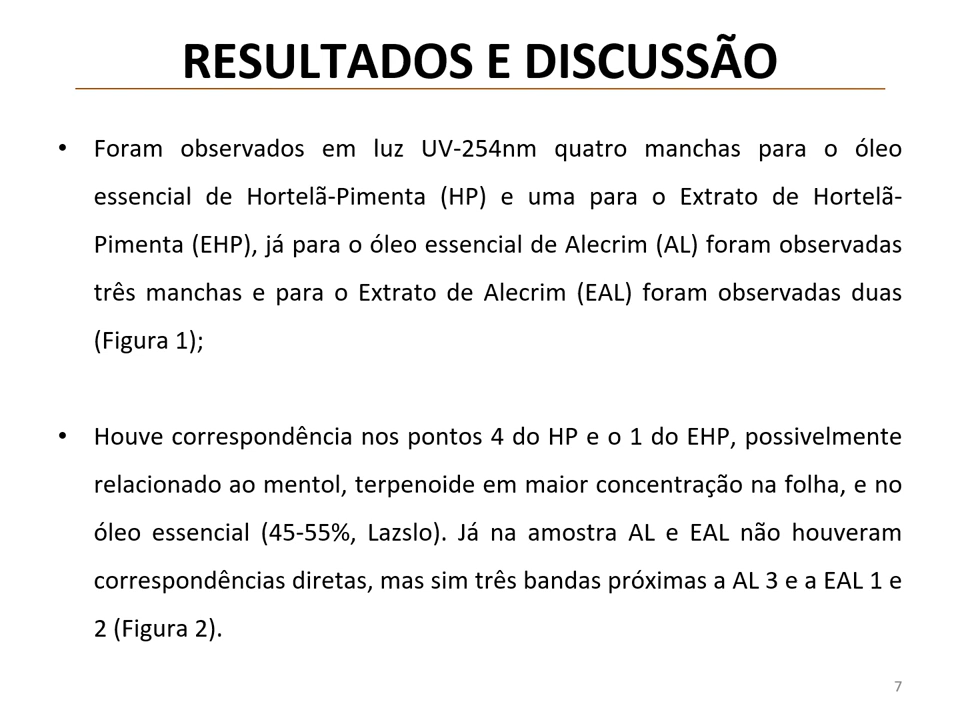 RESULTADOS E DISCUSSÃO
• Foram observados em luz UV-254nm quatro manchas para o óleo
essencial de Hortelã-Pimenta (HP) e uma para o Extrato de Hortelã-
Pimenta (EHP), já para o óleo essencial de Alecrim (AL) foram observadas
três manchas e para o Extrato de Alecrim (EAL) foram observadas duas
(Figura 1);
• Houve correspondência nos pontos 4 do HP e o 1 do EHP, possivelmente
relacionado ao mentol, terpenoide em maior concentração na folha, e no
óleo essencial (45-55%, Lazslo). Já na amostra AL e EAL não houveram
correspondências diretas, mas sim três bandas próximas a AL 3 e a EAL 1 e
2 (Figura 2).
7